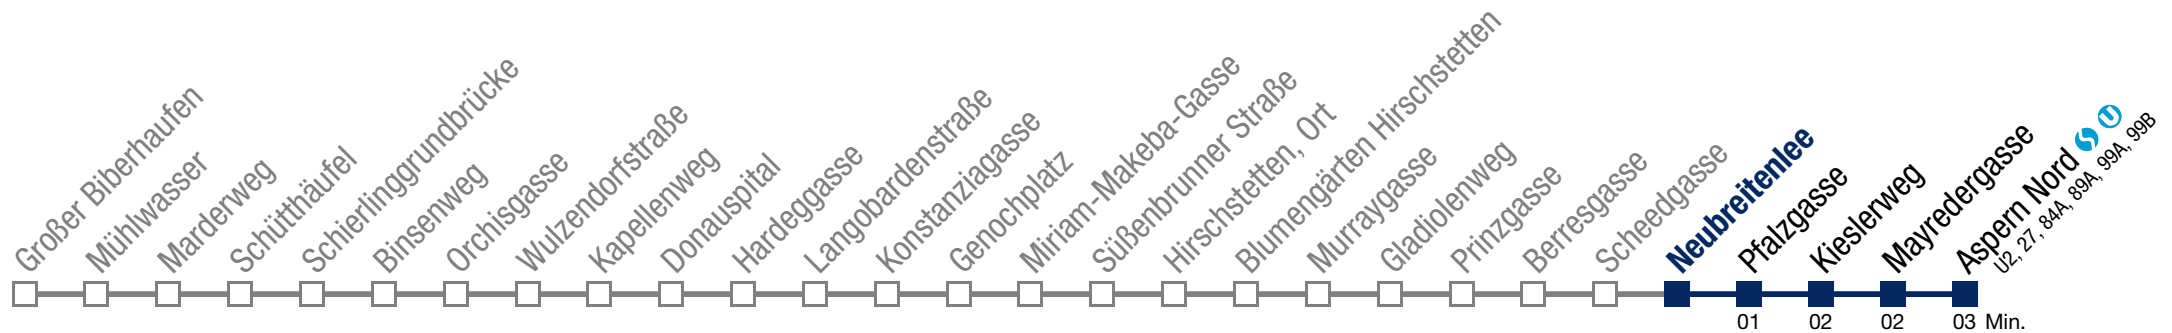 Großer Biberhaufen
Mühlwasser
Marderweg
Schütthäufel
Schierlinggrundbrücke
Binsenweg
Orchisgasse
Wulzendorfstraße
Kapellenweg
Donauspital
Hardeggasse
Langobardenstraße
Konstanziagasse
Genochplatz
Miriam-Makeba-Gasse
Süßenbrunner Straße
Hirschstetten, Ort
Blumengärten Hirschstetten
Murraygasse
Gladiolenweg
Prinzgasse
Berresgasse
Scheedgasse
Neubreitenlee
Pfalzgasse
Kieslerweg
Mayredergasse
Aspern Nord S U
U2, 27, 84A, 89A, 99A, 99B
01 02 02 03 Min.